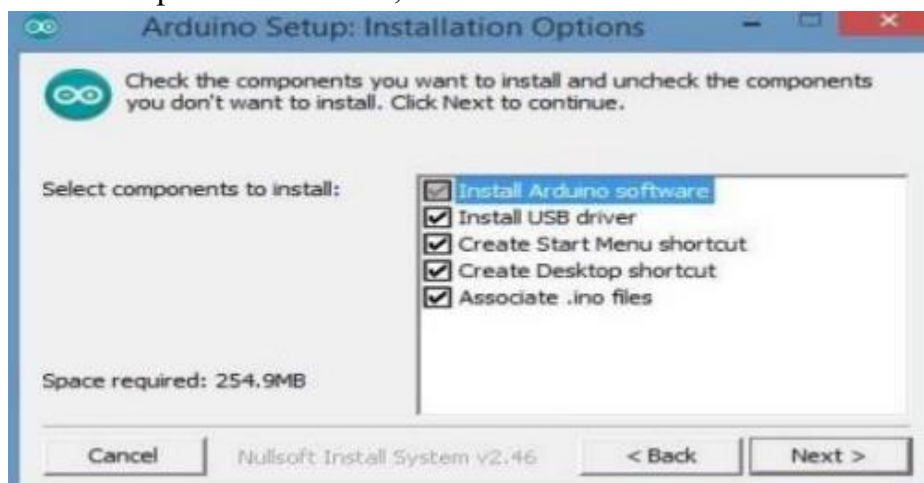 Arduino Setup: Installation Options
Check the components you want to install and uncheck the components
you don't want to install. Click Next to continue.
Select components to install:
Install Arduino software
Install USB driver
Create Start Menu shortcut
Create Desktop shortcut
Associate .ino files
Space required: 254.9MB
Cancel
Nullsoft Install System v2.46
< Back
Next >